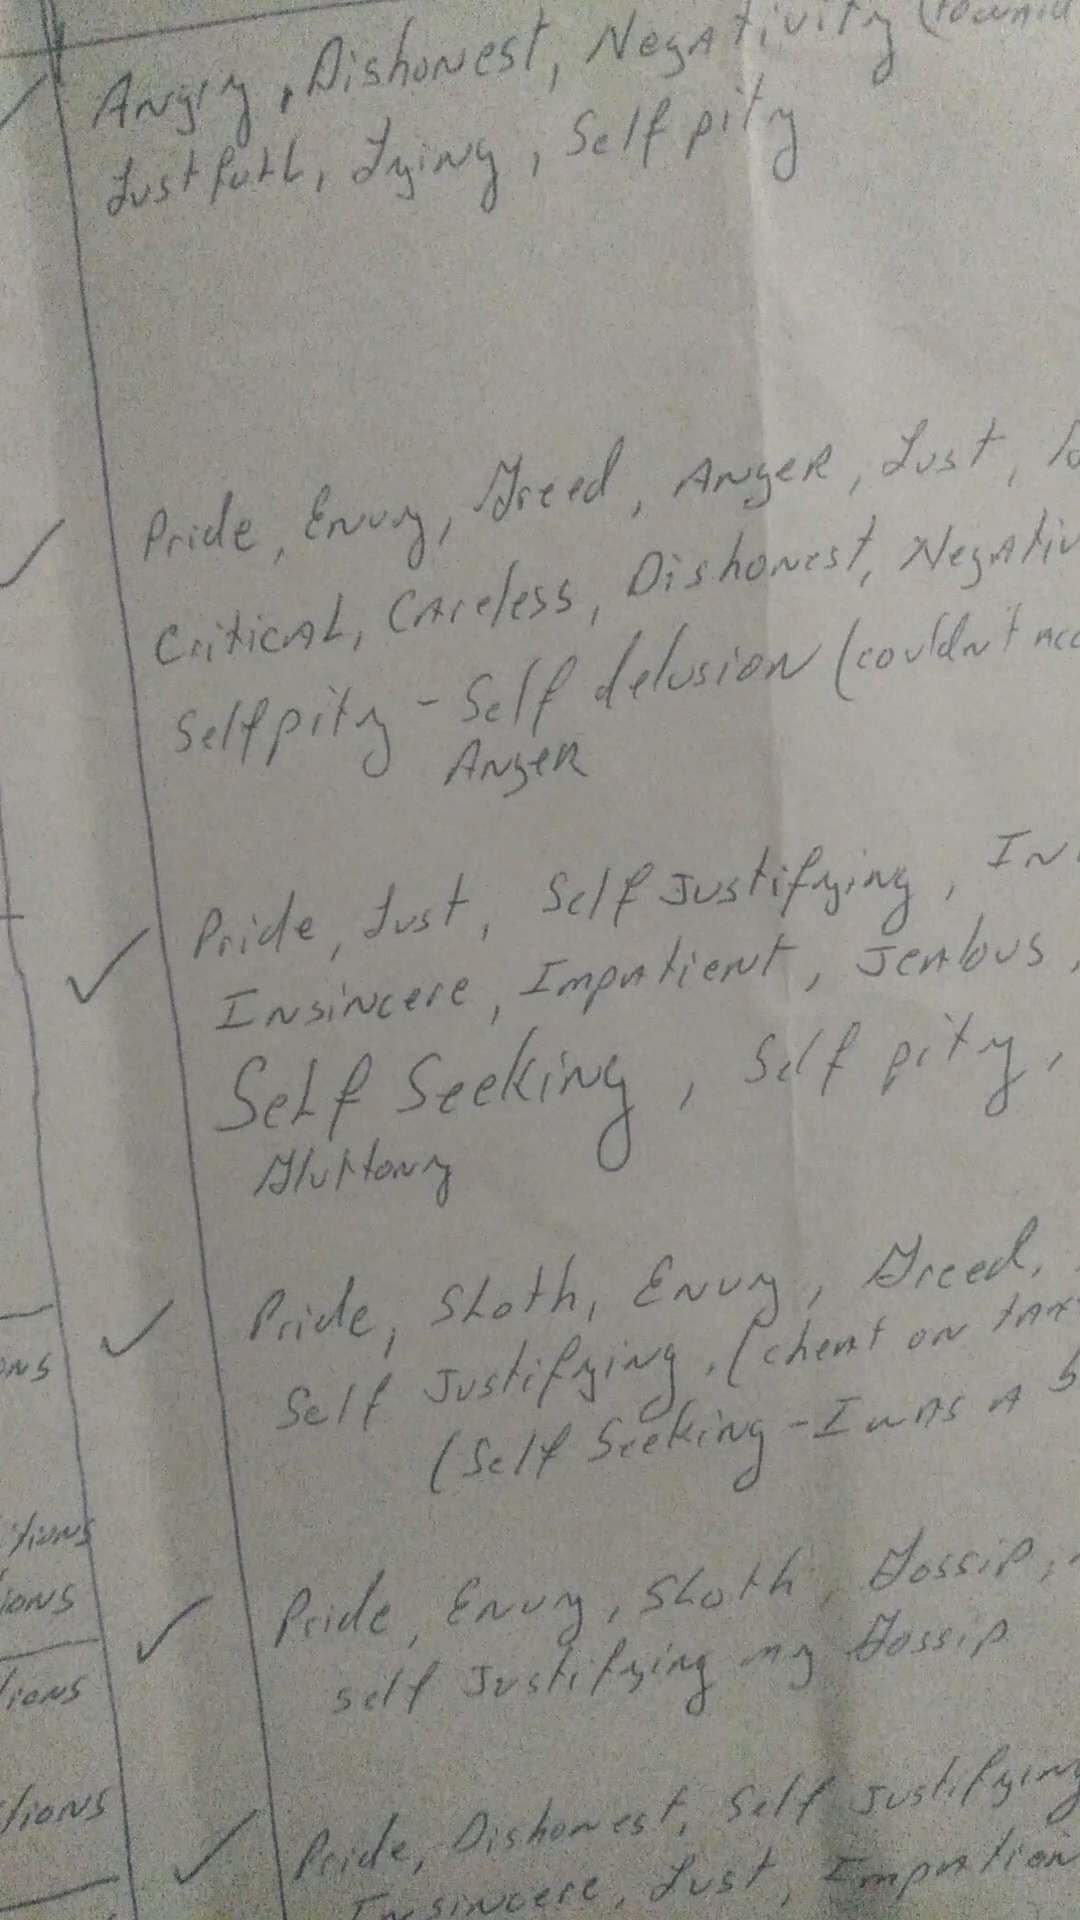 Angry, Dishonest, Negativity (toward
Lustfull, Lying, Self pity
Pride, Envy, Greed, Anger, Lust,
Critical, Careless, Dishonest,
Selfpity - Self delusion (couldn't
Anger
Pride, Lust, Self Justifying,
Insincere, Impatient, Jealous,
Self Seeking, Self pity,
Gluttony
Pride, Sloth, Envy, Greed,
Self Justifying, (cheat on
(Self Seeking - I was a
Pride, Envy, Sloth, Gossip,
self Justifying my Gossip
Pride, Dishonest, Self Justifying
Insincere, Lust,